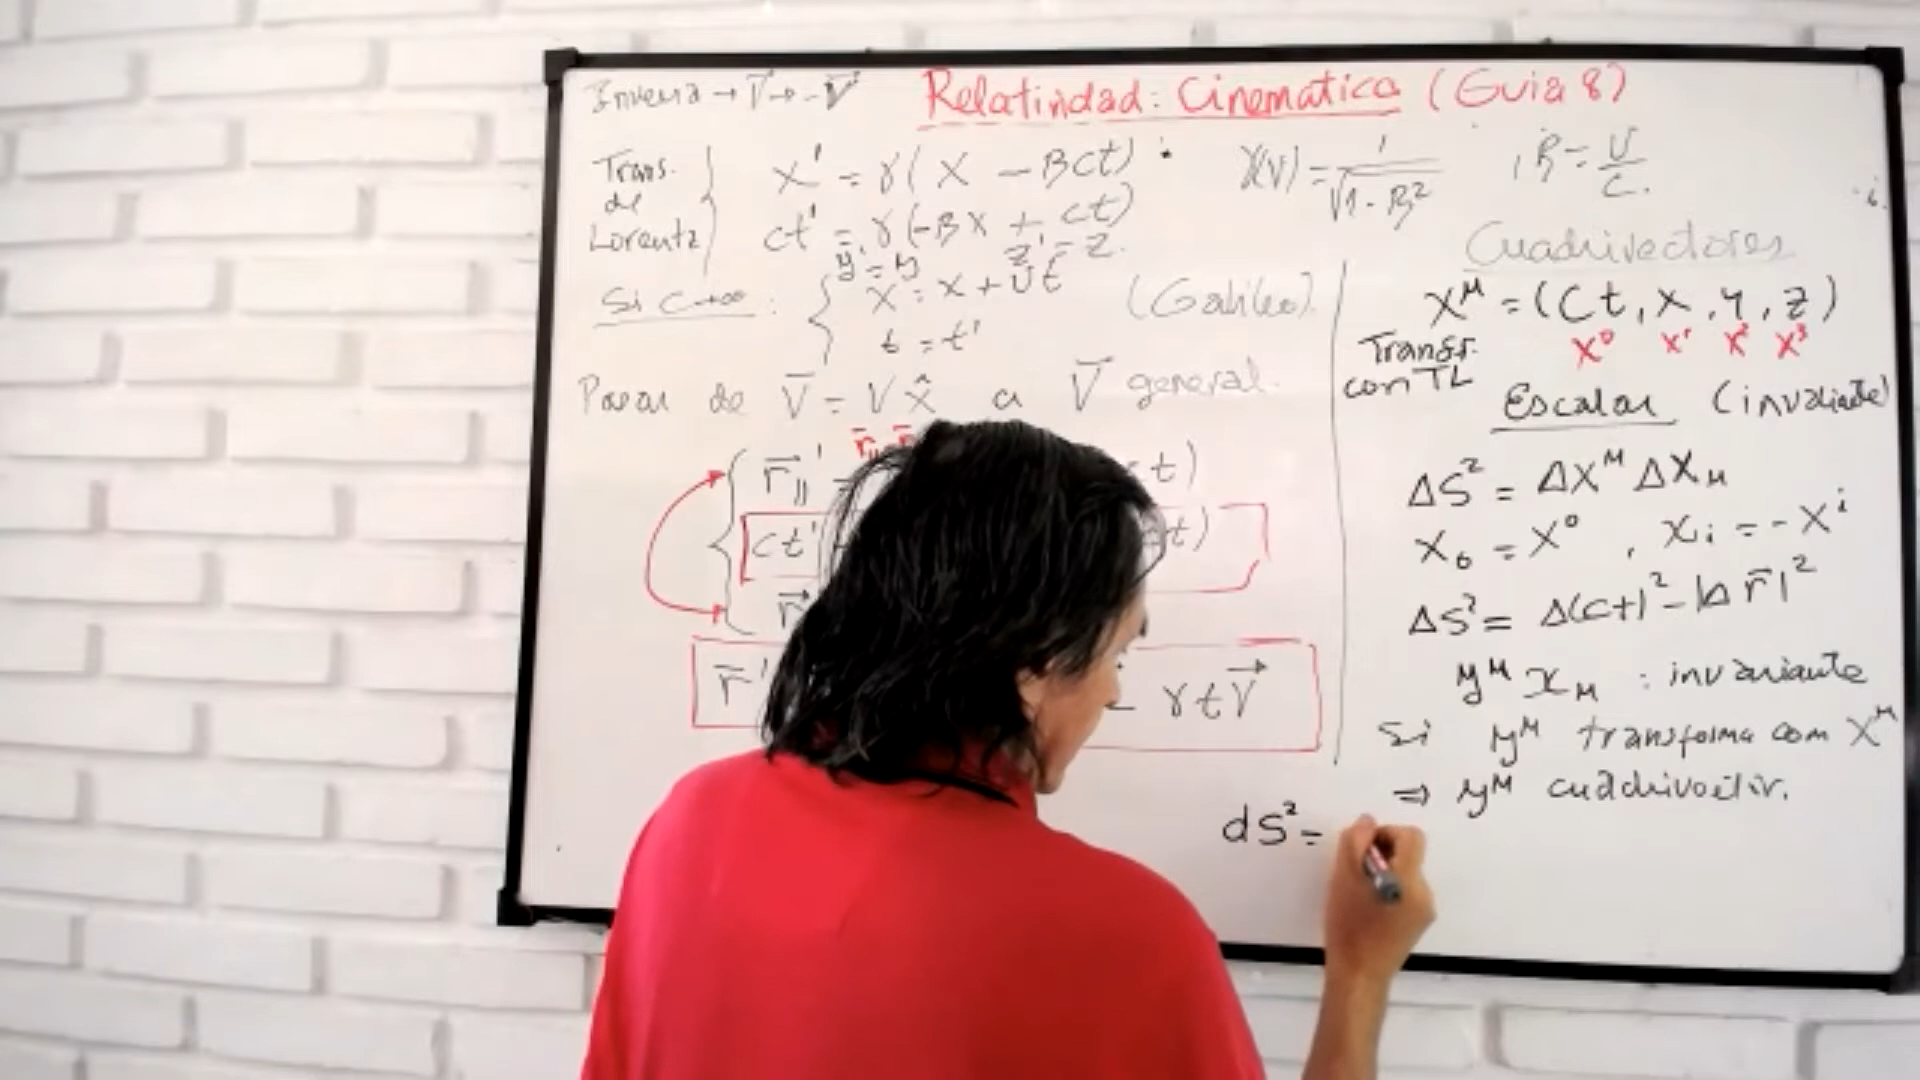 Inversa → V̄ → -V̄
Relatividad: Cinematica (Guia 8)
Trans. de Lorentz
x' = γ(x - βct)
γ(v) = 1/√(1-β²) , β = v/c.
ct' = γ(-βx + ct)
y' = y z' = z.
Si c→∞ : x' = x + vt (Galileo).
t = t'
Pasar de V̄ = V x̂ a V̄ general.
r⃗∥' t)
ct' t)
r⃗
r̄' γtV⃗
Cuadrivectores
X^μ = (ct, x, y, z)
X⁰ X¹ X² X³
Transf. con TL
Escalar (invariante)
ΔS² = ΔX^μ ΔX_μ
X₀ = X⁰ , x_i = -X^i
ΔS² = Δ(ct)² - |Δr̄|²
y^μ x_μ : invariante
Si y^μ transforma com X^μ
⇒ y^μ cuadrivector.
dS² =